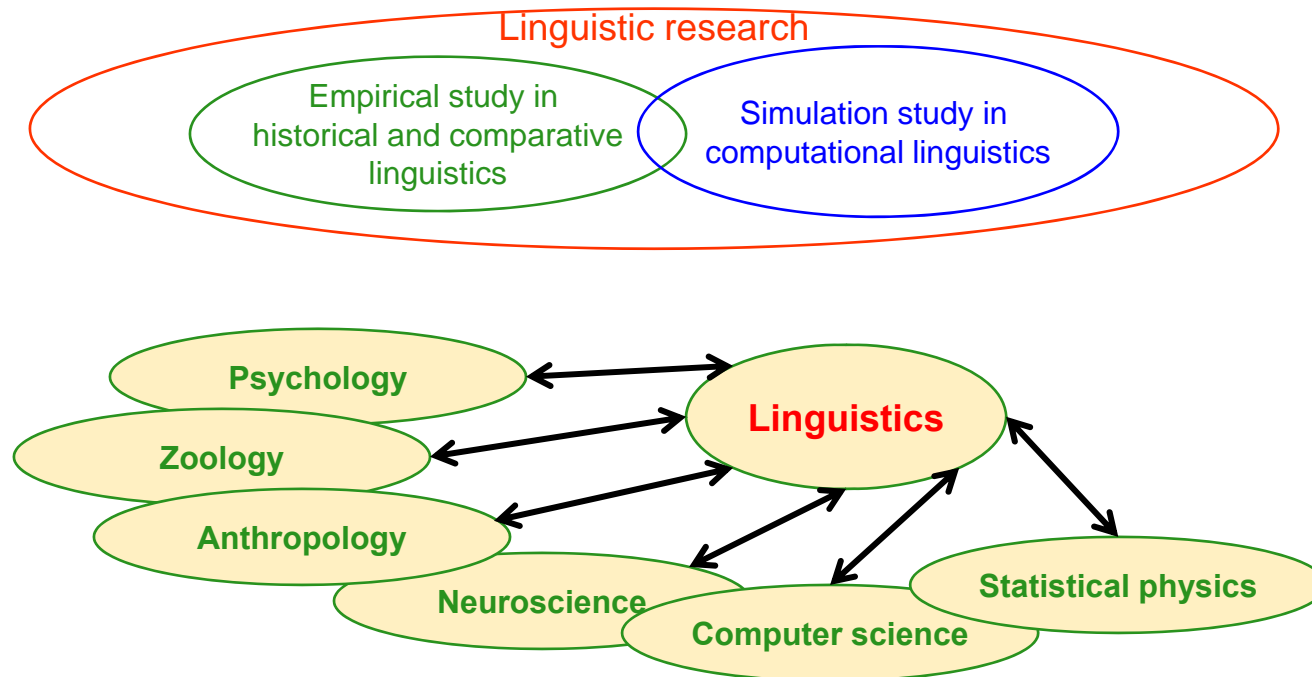 Linguistic research
Empirical study in
historical and comparative
linguistics
Simulation study in
computational linguistics
Psychology
Linguistics
Zoology
Anthropology
Neuroscience
Statistical physics
Computer science